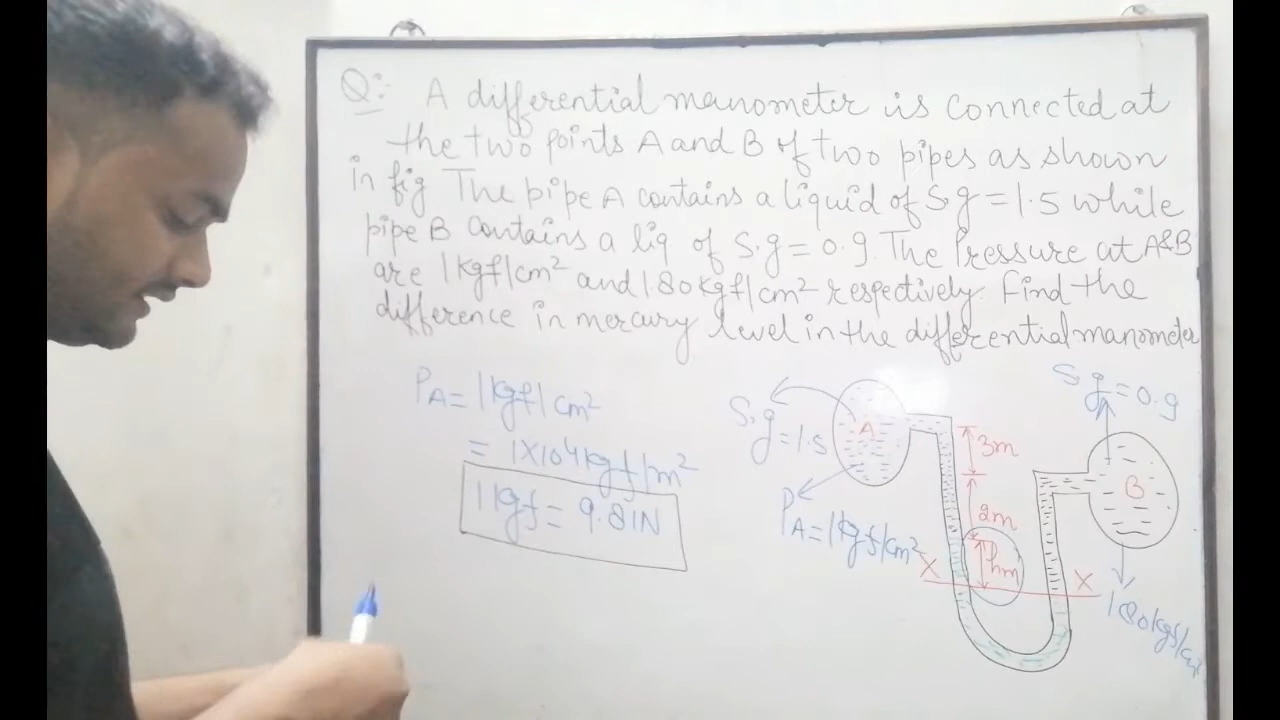 Q:- A differential manometer is connected at
the two points A and B of two pipes as shown
in fig The pipe A contains a liquid of S.g = 1.5 while
pipe B contains a liq of S.g = 0.9. The Pressure at A&B
are 1kgf/cm² and 1.80kgf/cm² respectively. Find the
difference in mercury level in the differential manometer
PA = 1kgf/cm²
= 1×10⁴kgf/m²
1kgf = 9.81N
S.g = 1.5
A
PA = 1kgf/cm²
3m
2m
hm
X
X
S.g = 0.9
B
1.80kgf/cm²